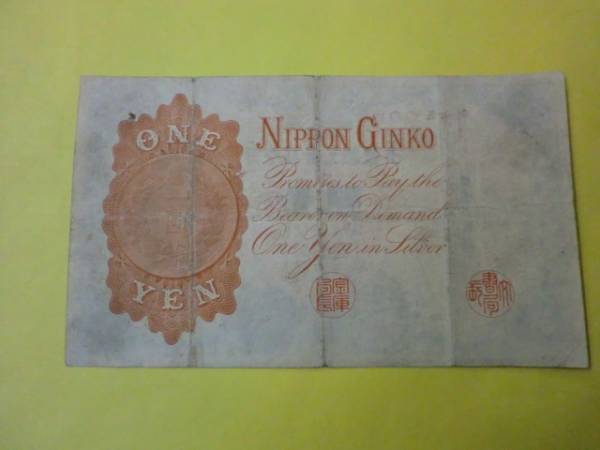 ONE
YEN
NIPPON GINKO
Promises to Pay the
Bearer on Demand
One Yen in Silver